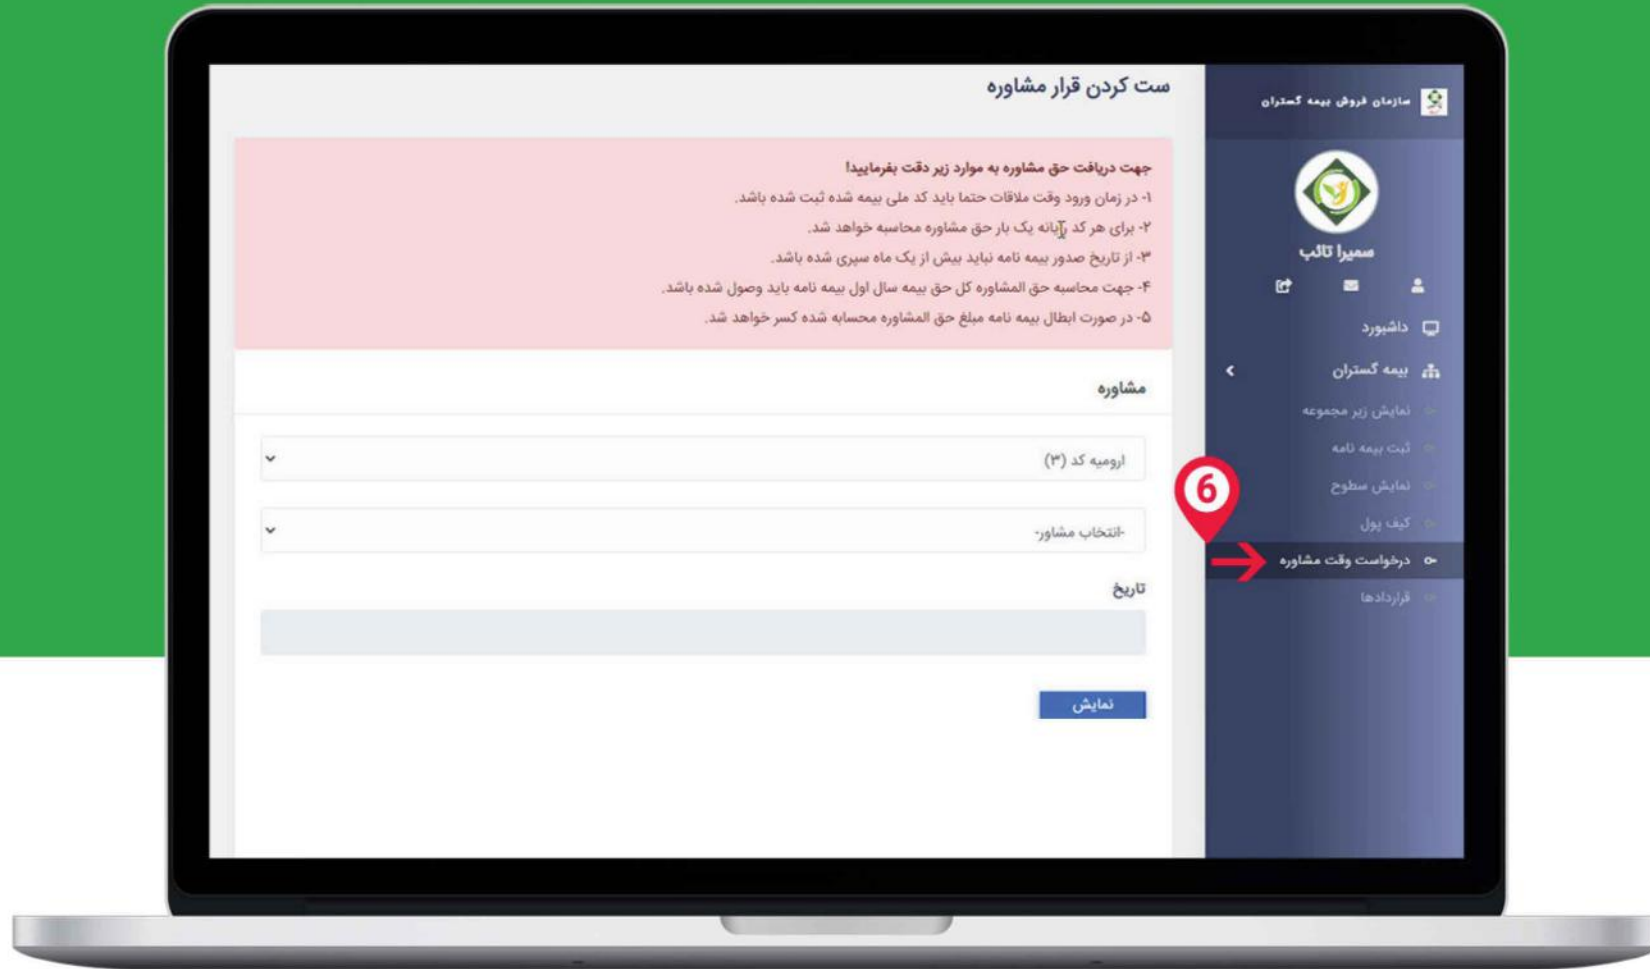 سازمان فروش بیمه گستران
سمیرا تائب
داشبورد
بیمه گستران
نمایش زیر مجموعه
ثبت بیمه نامه
نمایش سطوح
کیف پول
درخواست وقت مشاوره
قراردادها
6
ست کردن قرار مشاوره
جهت دریافت حق مشاوره به موارد زیر دقت بفرمایید!
۱- در زمان ورود وقت ملاقات حتما باید کد ملی بیمه شده ثبت شده باشد.
۲- برای هر کد رایانه یک بار حق مشاوره محاسبه خواهد شد.
۳- از تاریخ صدور بیمه نامه نباید بیش از یک ماه سپری شده باشد.
۴- جهت محاسبه حق المشاوره کل حق بیمه سال اول بیمه نامه باید وصول شده باشد.
۵- در صورت ابطال بیمه نامه مبلغ حق المشاوره محسابه شده کسر خواهد شد.
مشاوره
ارومیه کد (۳)
-انتخاب مشاور-
تاریخ
نمایش